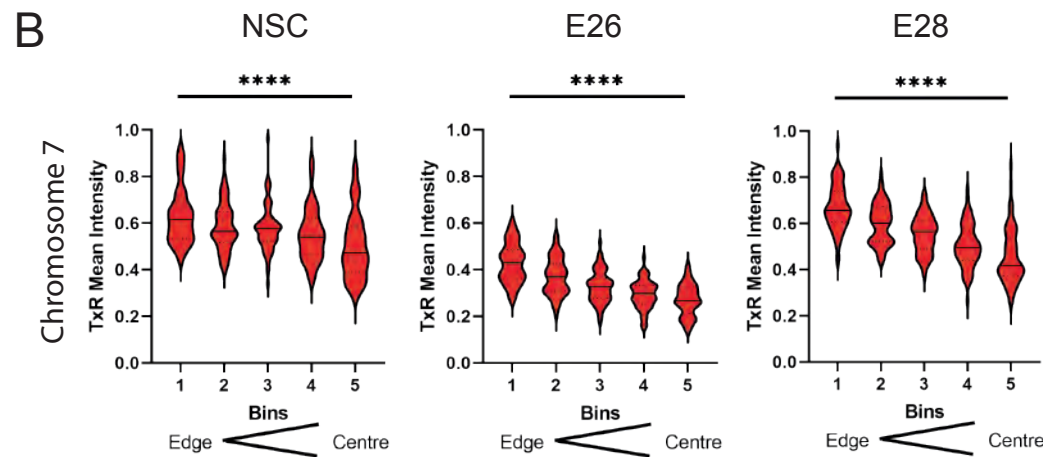 B
NSC E26 E28
**** **** ****
Chromosome 7
TxR Mean Intensity
1.0
0.8
0.6
0.4
0.2
0.0
1 2 3 4 5
Bins
Edge Centre
TxR Mean Intensity
1.0
0.8
0.6
0.4
0.2
0.0
1 2 3 4 5
Bins
Edge Centre
TxR Mean Intensity
1.0
0.8
0.6
0.4
0.2
0.0
1 2 3 4 5
Bins
Edge Centre